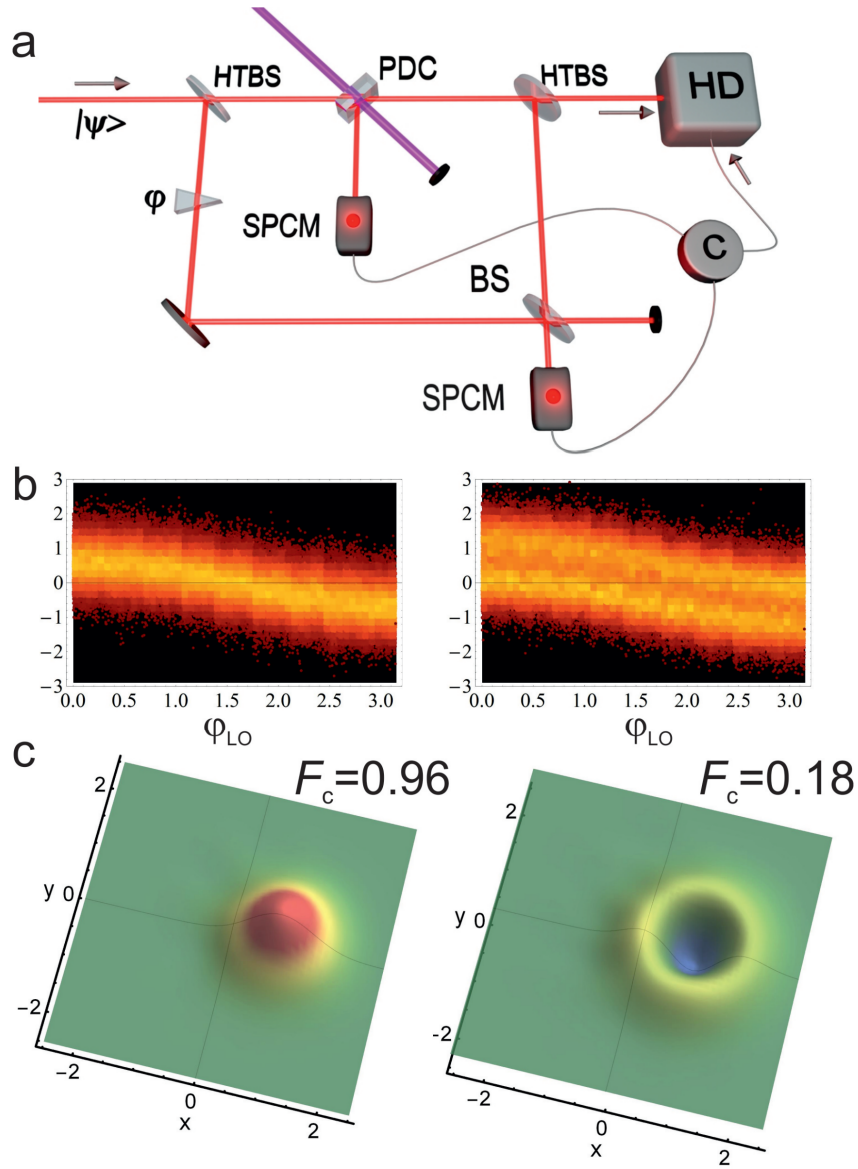 a
HTBS PDC HTBS HD
|ψ>
φ
SPCM C
BS
SPCM
b
3
2
1
0
−1
−2
−3
0.0 0.5 1.0 1.5 2.0 2.5 3.0
φLO
3
2
1
0
−1
−2
−3
0.0 0.5 1.0 1.5 2.0 2.5 3.0
φLO
c
Fc=0.96
2
y 0
-2
-2 0 2
x
Fc=0.18
2
y 0
-2
-2 0 2
x